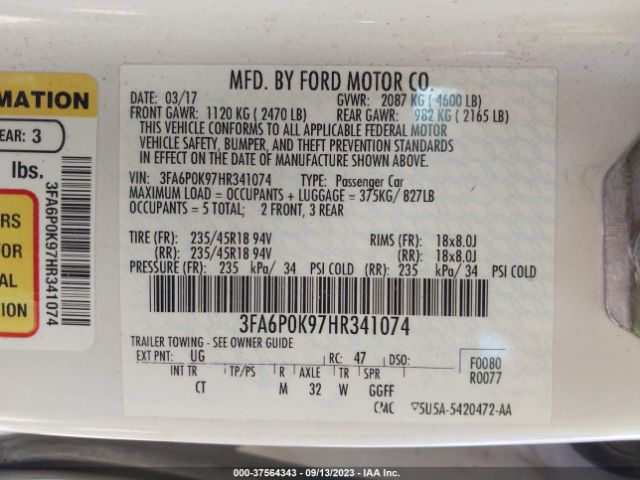 MFD. BY FORD MOTOR CO.
DATE: 03/17 GVWR: 2087 KG ( 4600 LB)
FRONT GAWR: 1120 KG ( 2470 LB) REAR GAWR: 982 KG ( 2165 LB)
THIS VEHICLE CONFORMS TO ALL APPLICABLE FEDERAL MOTOR
VEHICLE SAFETY, BUMPER, AND THEFT PREVENTION STANDARDS
IN EFFECT ON THE DATE OF MANUFACTURE SHOWN ABOVE.
VIN: 3FA6P0K97HR341074 TYPE: Passenger Car
MAXIMUM LOAD = OCCUPANTS + LUGGAGE = 375KG/ 827LB
OCCUPANTS = 5 TOTAL; 2 FRONT, 3 REAR
TIRE (FR): 235/45R18 94V RIMS (FR): 18x8.0J
(RR): 235/45R18 94V (RR): 18x8.0J
PRESSURE (FR): 235 kPa/ 34 PSI COLD (RR): 235 kPa/ 34 PSI COLD
3FA6P0K97HR341074
TRAILER TOWING - SEE OWNER GUIDE
EXT PNT: UG RC: 47 DSO:
F0080
R0077
INT TR TP/PS R AXLE TR SPR
CT M 32 W GGFF
CMC 5U5A-5420472-AA
RMATION
EAR: 3
lbs.
RS
TOR
AL
TION
3FA6P0K97HR341074
000-37564343 - 09/13/2023 - IAA Inc.